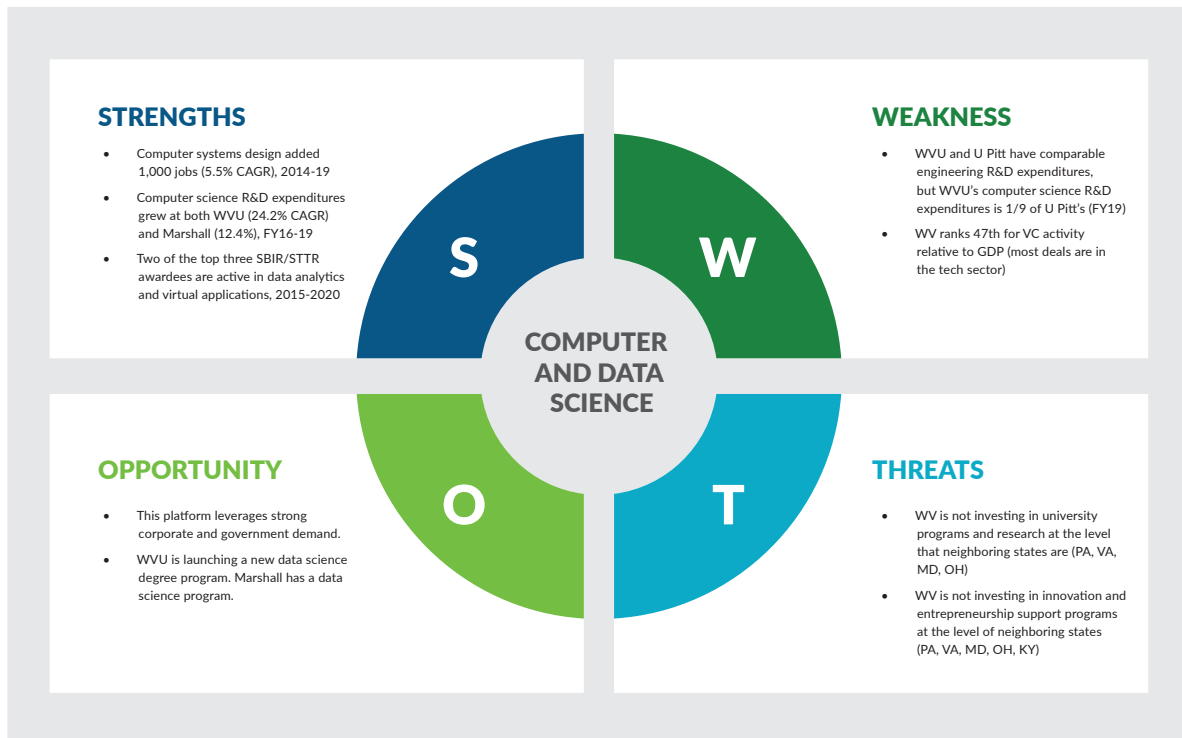 STRENGTHS
• Computer systems design added
1,000 jobs (5.5% CAGR), 2014-19
• Computer science R&D expenditures
grew at both WVU (24.2% CAGR)
and Marshall (12.4%), FY16-19
• Two of the top three SBIR/STTR
awardees are active in data analytics
and virtual applications, 2015-2020
S
WEAKNESS
• WVU and U Pitt have comparable
engineering R&D expenditures,
but WVU's computer science R&D
expenditures is 1/9 of U Pitt's (FY19)
• WV ranks 47th for VC activity
relative to GDP (most deals are in
the tech sector)
W
COMPUTER
AND DATA
SCIENCE
OPPORTUNITY
• This platform leverages strong
corporate and government demand.
• WVU is launching a new data science
degree program. Marshall has a data
science program.
O
THREATS
• WV is not investing in university
programs and research at the level
that neighboring states are (PA, VA,
MD, OH)
• WV is not investing in innovation and
entrepreneurship support programs
at the level of neighboring states
(PA, VA, MD, OH, KY)
T